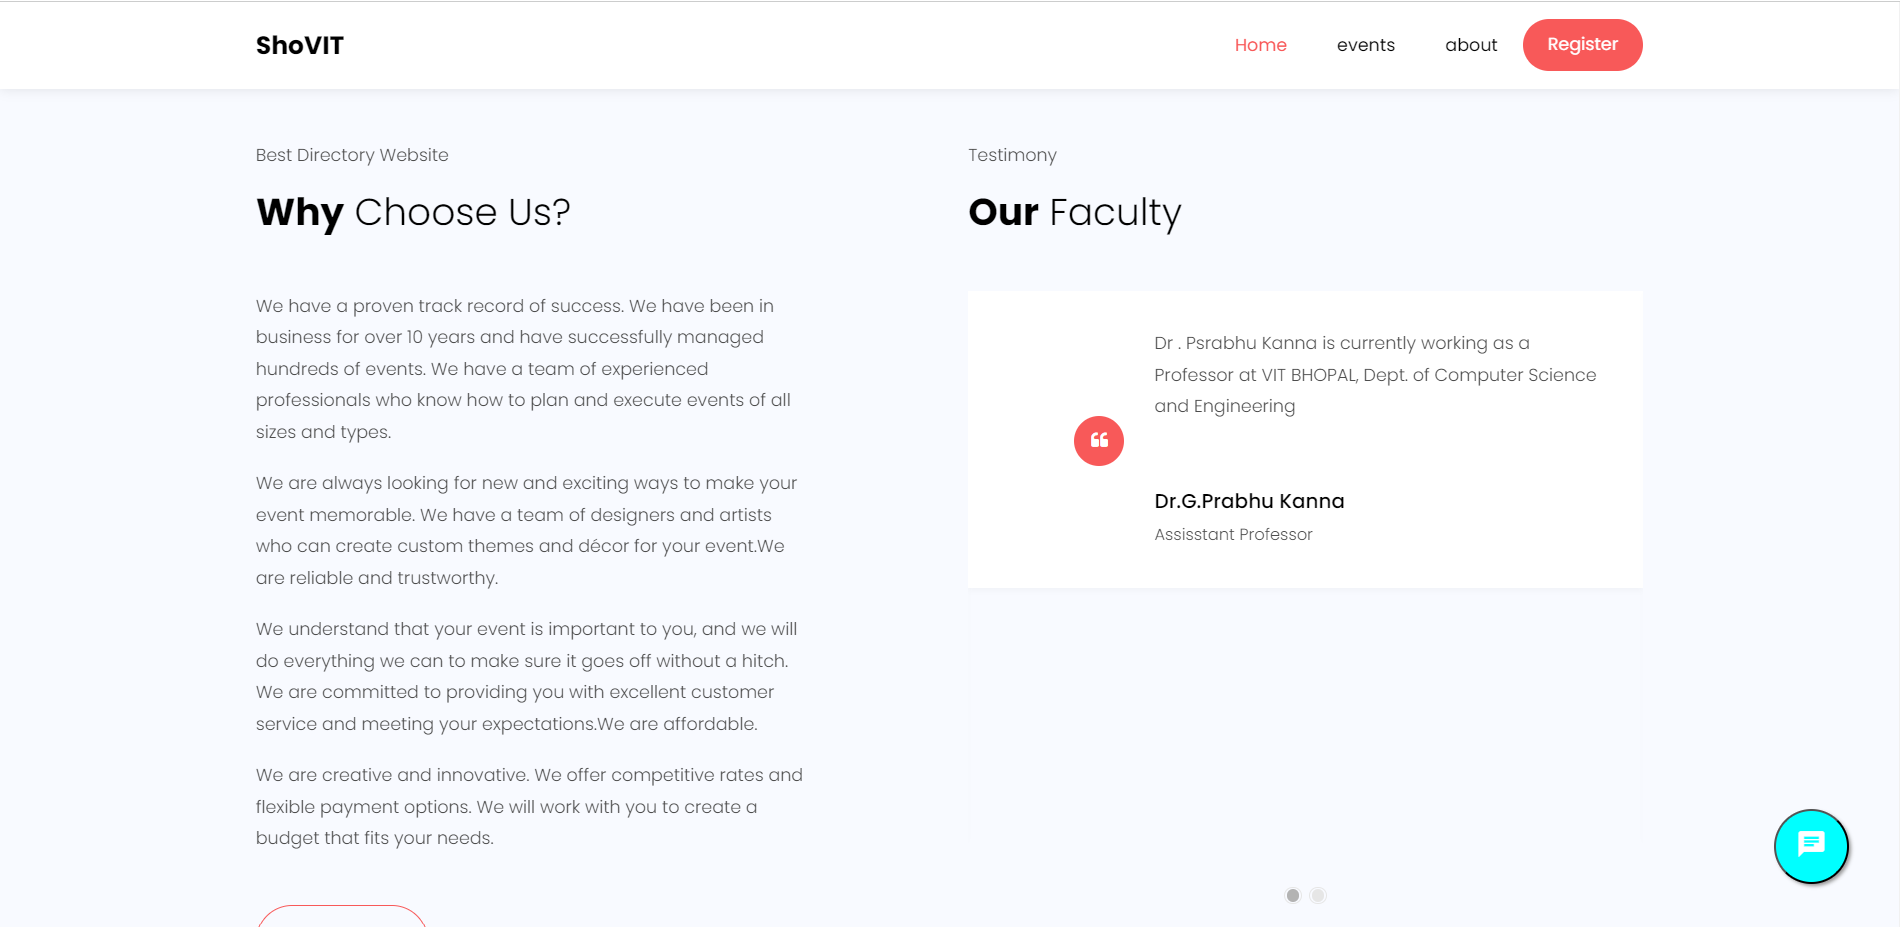 ShoVIT
Home
events
about
Register
Best Directory Website
Why Choose Us?
We have a proven track record of success. We have been in
business for over 10 years and have successfully managed
hundreds of events. We have a team of experienced
professionals who know how to plan and execute events of all
sizes and types.
We are always looking for new and exciting ways to make your
event memorable. We have a team of designers and artists
who can create custom themes and décor for your event.We
are reliable and trustworthy.
We understand that your event is important to you, and we will
do everything we can to make sure it goes off without a hitch.
We are committed to providing you with excellent customer
service and meeting your expectations.We are affordable.
We are creative and innovative. We offer competitive rates and
flexible payment options. We will work with you to create a
budget that fits your needs.
Testimony
Our Faculty
Dr . Psrabhu Kanna is currently working as a
Professor at VIT BHOPAL, Dept. of Computer Science
and Engineering
Dr.G.Prabhu Kanna
Assisstant Professor